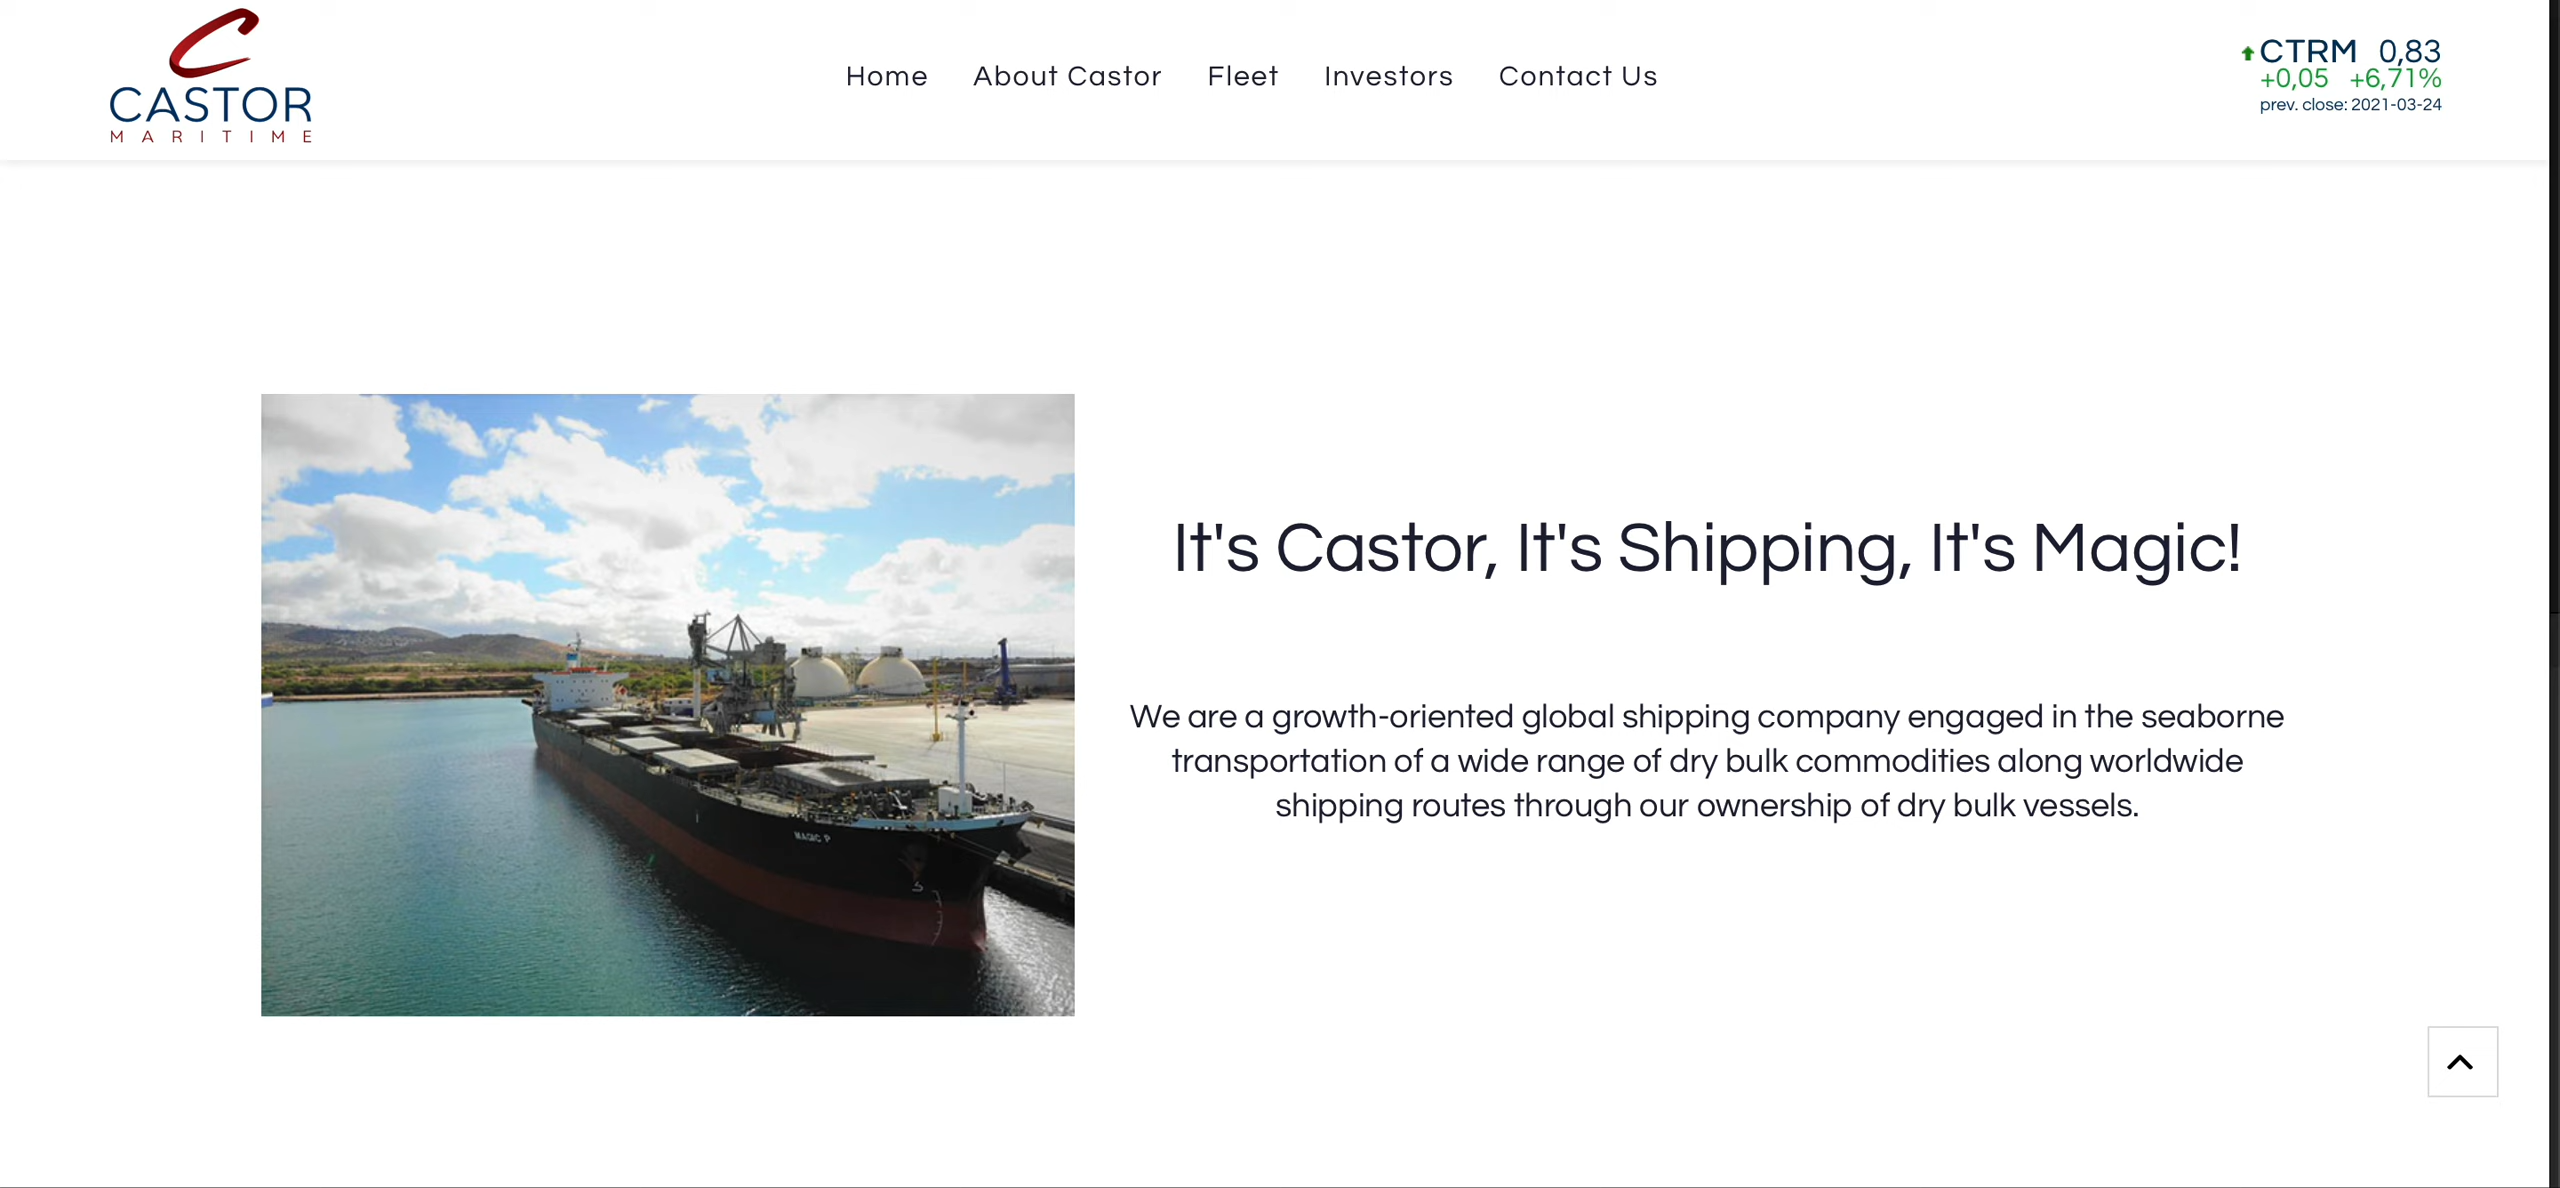 CASTOR
MARITIME
Home About Castor Fleet Investors Contact Us
CTRM 0,83
+0,05 +6,71%
prev. close: 2021-03-24
It's Castor, It's Shipping, It's Magic!
We are a growth-oriented global shipping company engaged in the seaborne
transportation of a wide range of dry bulk commodities along worldwide
shipping routes through our ownership of dry bulk vessels.
MAGIC P